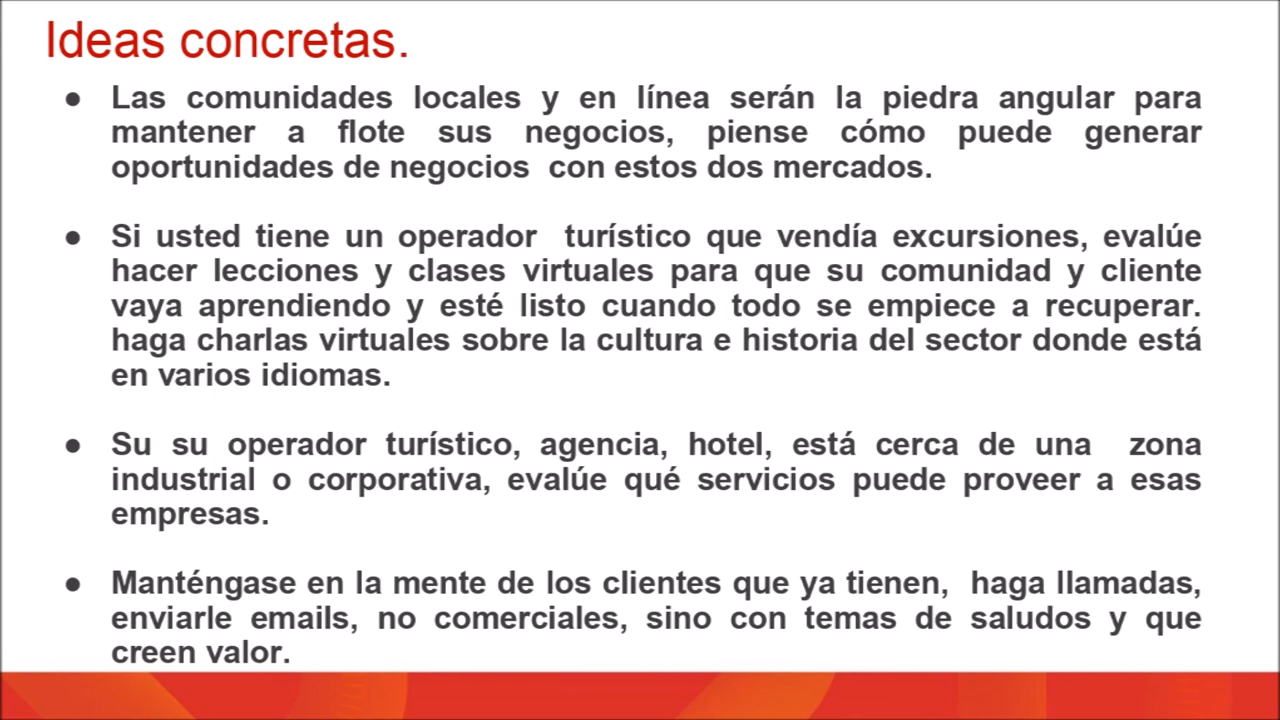 Ideas concretas.
● Las comunidades locales y en línea serán la piedra angular para
mantener a flote sus negocios, piense cómo puede generar
oportunidades de negocios con estos dos mercados.
● Si usted tiene un operador turístico que vendía excursiones, evalúe
hacer lecciones y clases virtuales para que su comunidad y cliente
vaya aprendiendo y esté listo cuando todo se empiece a recuperar.
haga charlas virtuales sobre la cultura e historia del sector donde está
en varios idiomas.
● Su su operador turístico, agencia, hotel, está cerca de una zona
industrial o corporativa, evalúe qué servicios puede proveer a esas
empresas.
● Manténgase en la mente de los clientes que ya tienen, haga llamadas,
enviarle emails, no comerciales, sino con temas de saludos y que
creen valor.